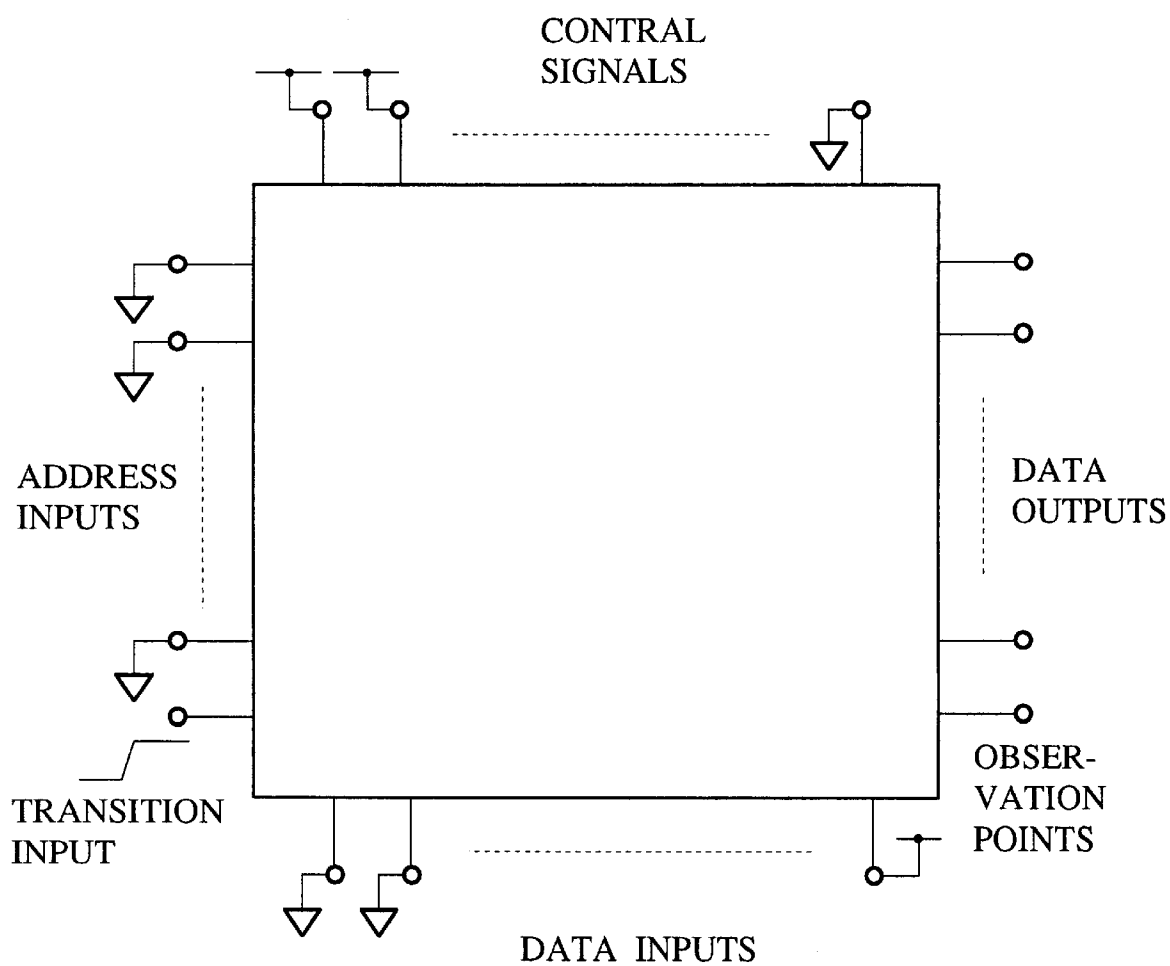 CONTRAL
SIGNALS
ADDRESS
INPUTS
DATA
OUTPUTS
TRANSITION
INPUT
OBSER-
VATION
POINTS
DATA INPUTS